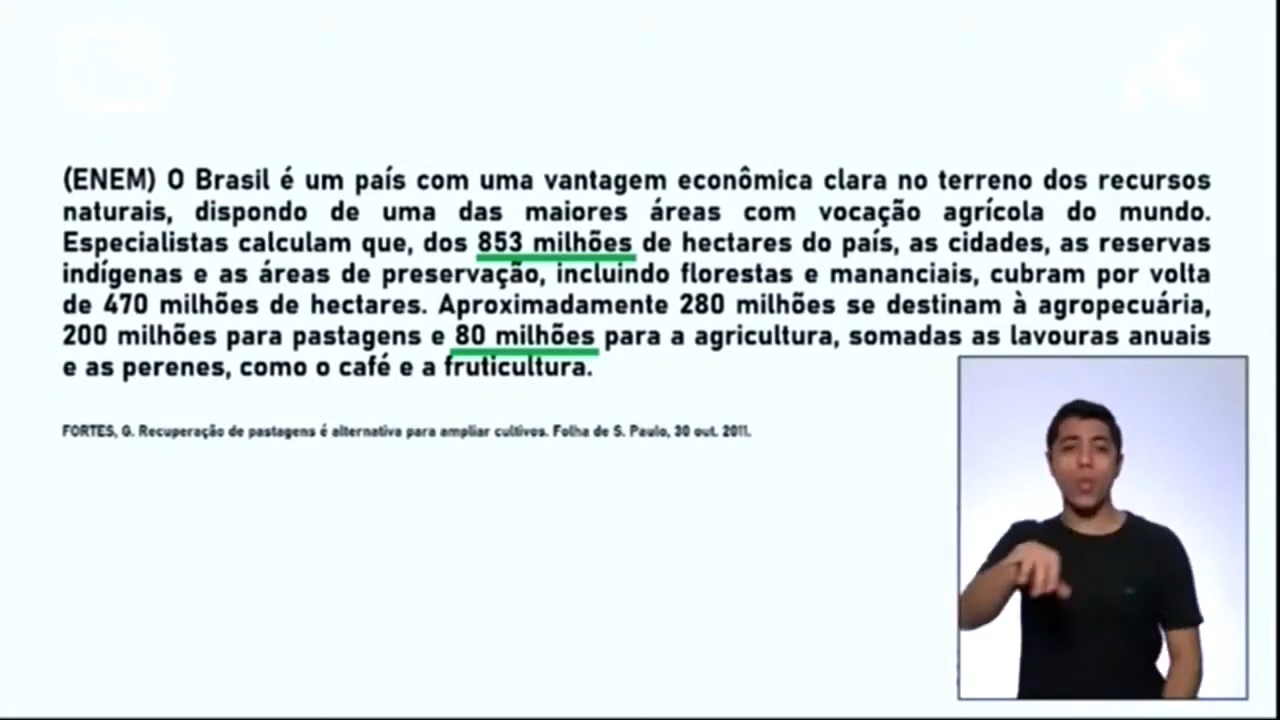 (ENEM) O Brasil é um país com uma vantagem econômica clara no terreno dos recursos
naturais, dispondo de uma das maiores áreas com vocação agrícola do mundo.
Especialistas calculam que, dos 853 milhões de hectares do país, as cidades, as reservas
indígenas e as áreas de preservação, incluindo florestas e mananciais, cubram por volta
de 470 milhões de hectares. Aproximadamente 280 milhões se destinam à agropecuária,
200 milhões para pastagens e 80 milhões para a agricultura, somadas as lavouras anuais
e as perenes, como o café e a fruticultura.
FORTES, G. Recuperação de pastagens é alternativa para ampliar cultivos. Folha de S. Paulo, 30 out. 2011.